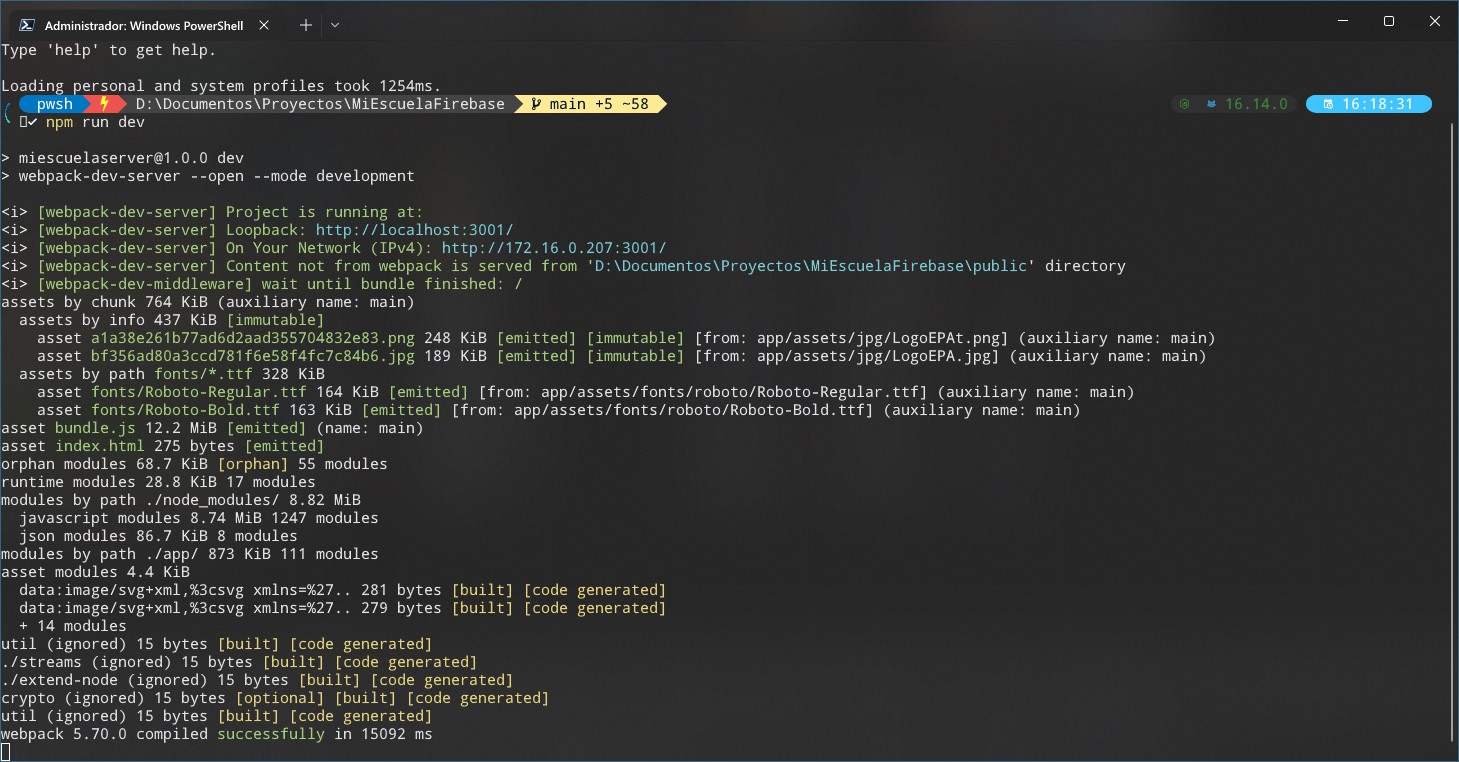 Administrador: Windows PowerShell
Type 'help' to get help.
Loading personal and system profiles took 1254ms.
pwsh D:\Documentos\Proyectos\MiEscuelaFirebase main +5 ~58 16.14.0 16:18:31
npm run dev
> miescuelaserver@1.0.0 dev
> webpack-dev-server --open --mode development
<i> [webpack-dev-server] Project is running at:
<i> [webpack-dev-server] Loopback: http://localhost:3001/
<i> [webpack-dev-server] On Your Network (IPv4): http://172.16.0.207:3001/
<i> [webpack-dev-server] Content not from webpack is served from 'D:\Documentos\Proyectos\MiEscuelaFirebase\public' directory
<i> [webpack-dev-middleware] wait until bundle finished: /
assets by chunk 764 KiB (auxiliary name: main)
assets by info 437 KiB [immutable]
asset a1a38e261b77ad6d2aad355704832e83.png 248 KiB [emitted] [immutable] [from: app/assets/jpg/LogoEPAt.png] (auxiliary name: main)
asset bf356ad80a3ccd781f6e58f4fc7c84b6.jpg 189 KiB [emitted] [immutable] [from: app/assets/jpg/LogoEPA.jpg] (auxiliary name: main)
assets by path fonts/*.ttf 328 KiB
asset fonts/Roboto-Regular.ttf 164 KiB [emitted] [from: app/assets/fonts/roboto/Roboto-Regular.ttf] (auxiliary name: main)
asset fonts/Roboto-Bold.ttf 163 KiB [emitted] [from: app/assets/fonts/roboto/Roboto-Bold.ttf] (auxiliary name: main)
asset bundle.js 12.2 MiB [emitted] (name: main)
asset index.html 275 bytes [emitted]
orphan modules 68.7 KiB [orphan] 55 modules
runtime modules 28.8 KiB 17 modules
modules by path ./node_modules/ 8.82 MiB
javascript modules 8.74 MiB 1247 modules
json modules 86.7 KiB 8 modules
modules by path ./app/ 873 KiB 111 modules
asset modules 4.4 KiB
data:image/svg+xml,%3csvg xmlns=%27.. 281 bytes [built] [code generated]
data:image/svg+xml,%3csvg xmlns=%27.. 279 bytes [built] [code generated]
+ 14 modules
util (ignored) 15 bytes [built] [code generated]
./streams (ignored) 15 bytes [built] [code generated]
./extend-node (ignored) 15 bytes [built] [code generated]
crypto (ignored) 15 bytes [optional] [built] [code generated]
util (ignored) 15 bytes [built] [code generated]
webpack 5.70.0 compiled successfully in 15092 ms